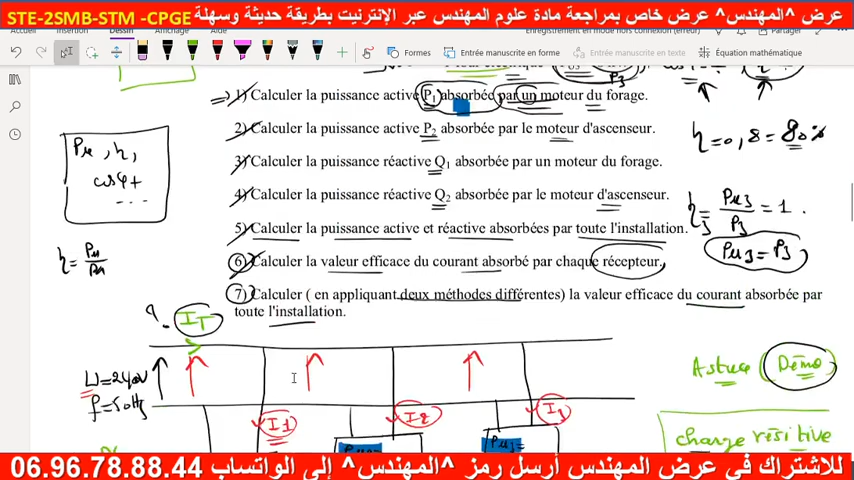 STE-2SMB-STM -CPGE عرض ^المهندس^ عرض خاص بمراجعة مادة علوم المهندس عبر الإنترنيت بطريقة حديثة وسهلة
Accueil Insertion Dessin Affichage
Formes Entrée manuscrite en forme Entrée manuscrite en texte Équation mathématique
P3
1) Calculer la puissance active P1 absorbée par un moteur du forage.
2) Calculer la puissance active P2 absorbée par le moteur d'ascenseur.
3) Calculer la puissance réactive Q1 absorbée par un moteur du forage.
4) Calculer la puissance réactive Q2 absorbée par le moteur d'ascenseur.
5) Calculer la puissance active et réactive absorbées par toute l'installation.
6) Calculer la valeur efficace du courant absorbé par chaque récepteur.
7) Calculer ( en appliquant deux méthodes différentes) la valeur efficace du courant absorbée par
toute l'installation.
Pu, η,
cosφ+
...
η = Pu/Pa
η=0,8=80%
η3 = Pu3/P3 = 1.
Pu3=P3
? IT
U=240V
f=50Hz
I1
I2
I3
Pu3=
Astuce Démo
charge résitive
للاشتراك في عرض المهندس أرسل رمز ^المهندس^ إلى الواتساب 06.96.78.88.44